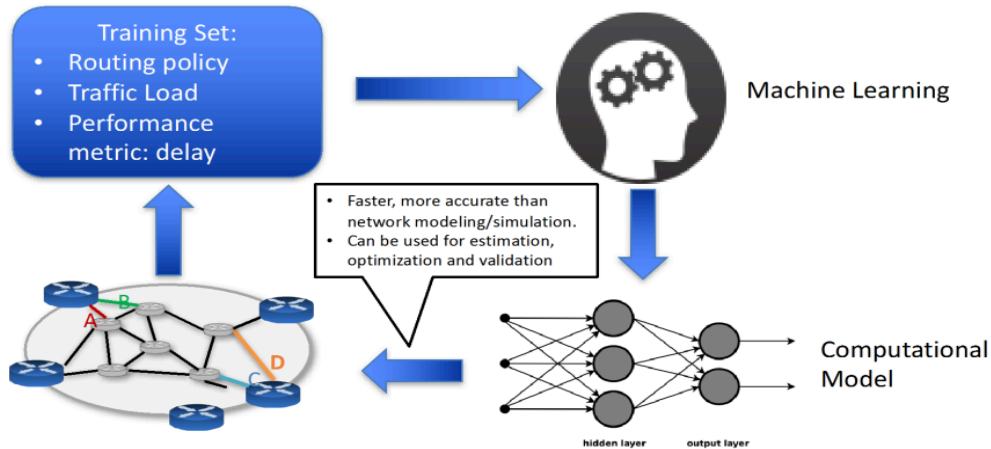 Training Set:
• Routing policy
• Traffic Load
• Performance
metric: delay
Machine Learning
• Faster, more accurate than
network modeling/simulation.
• Can be used for estimation,
optimization and validation
A
B
C
D
Computational
Model
hidden layer
output layer